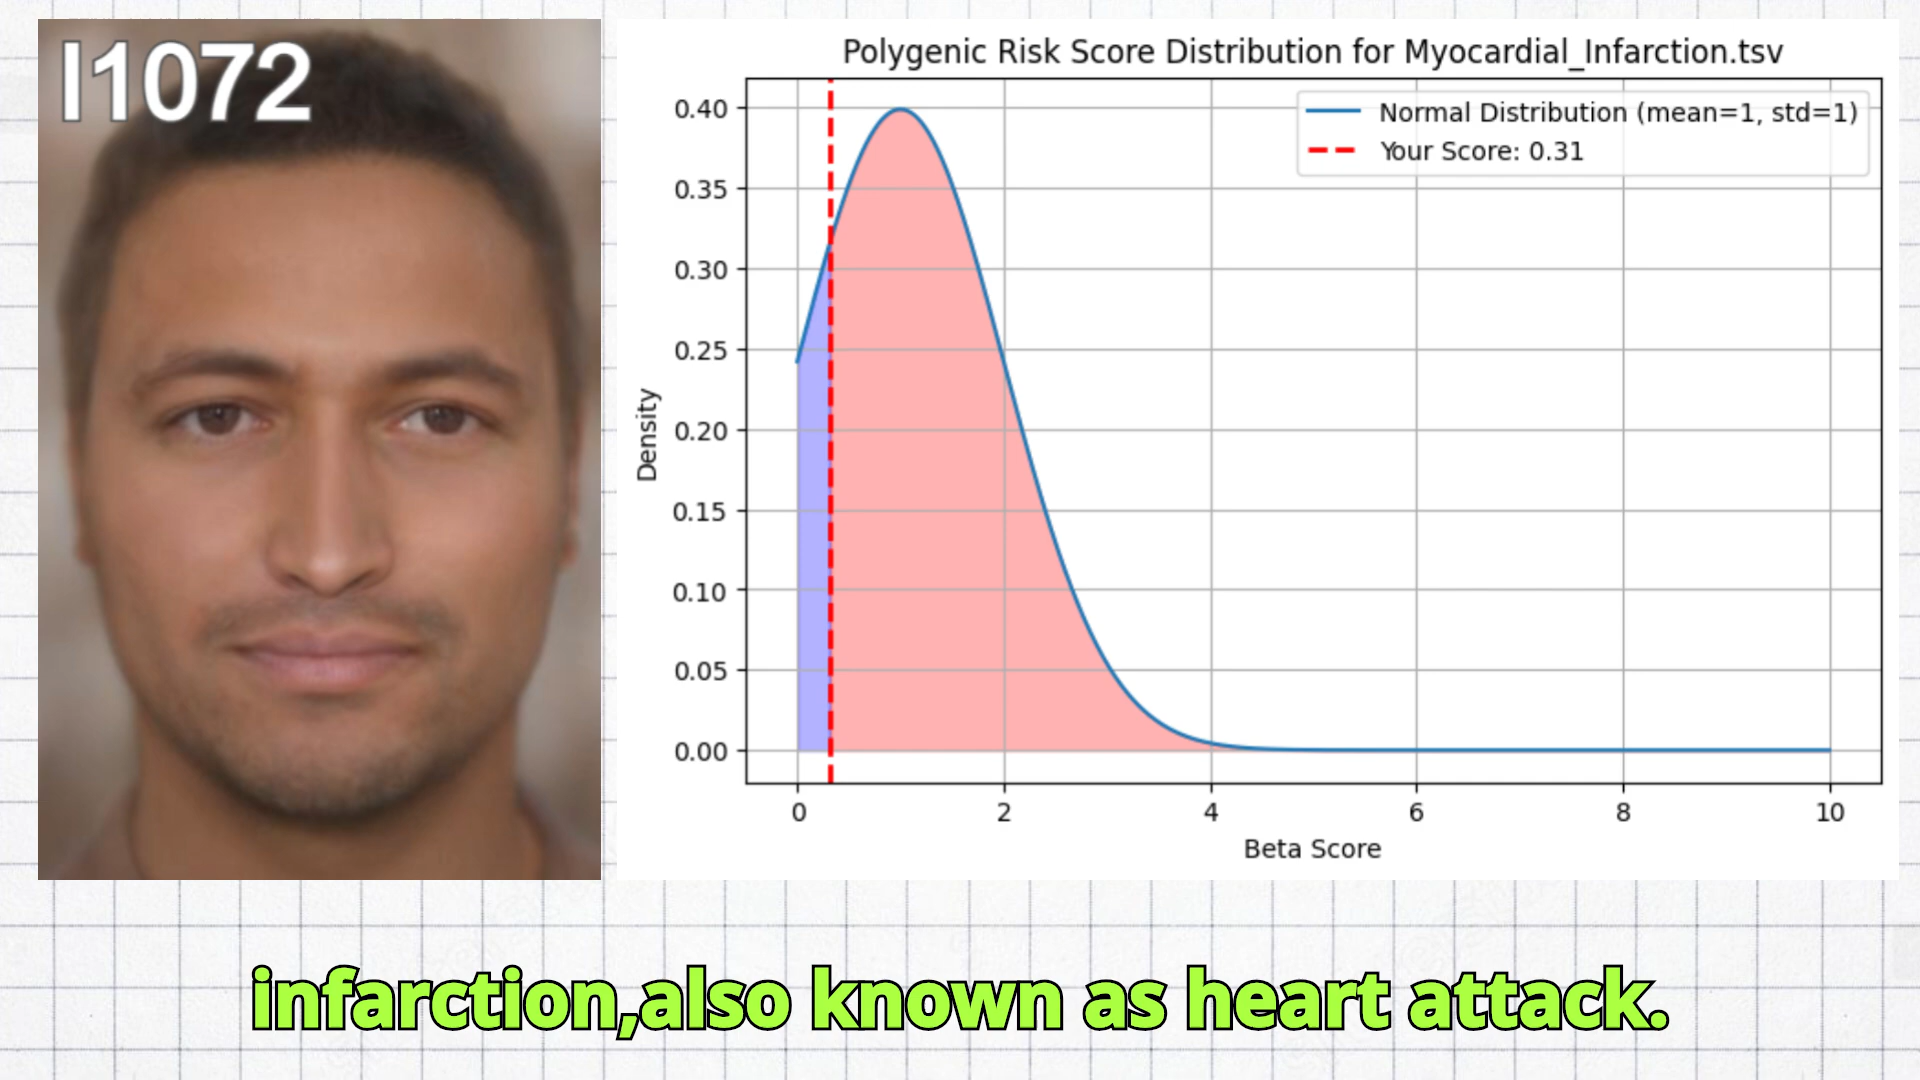 I1072
Polygenic Risk Score Distribution for Myocardial_Infarction.tsv
Normal Distribution (mean=1, std=1)
Your Score: 0.31
0.40
0.35
0.30
0.25
0.20
0.15
0.10
0.05
0.00
Density
0 2 4 6 8 10
Beta Score
infarction,also known as heart attack.